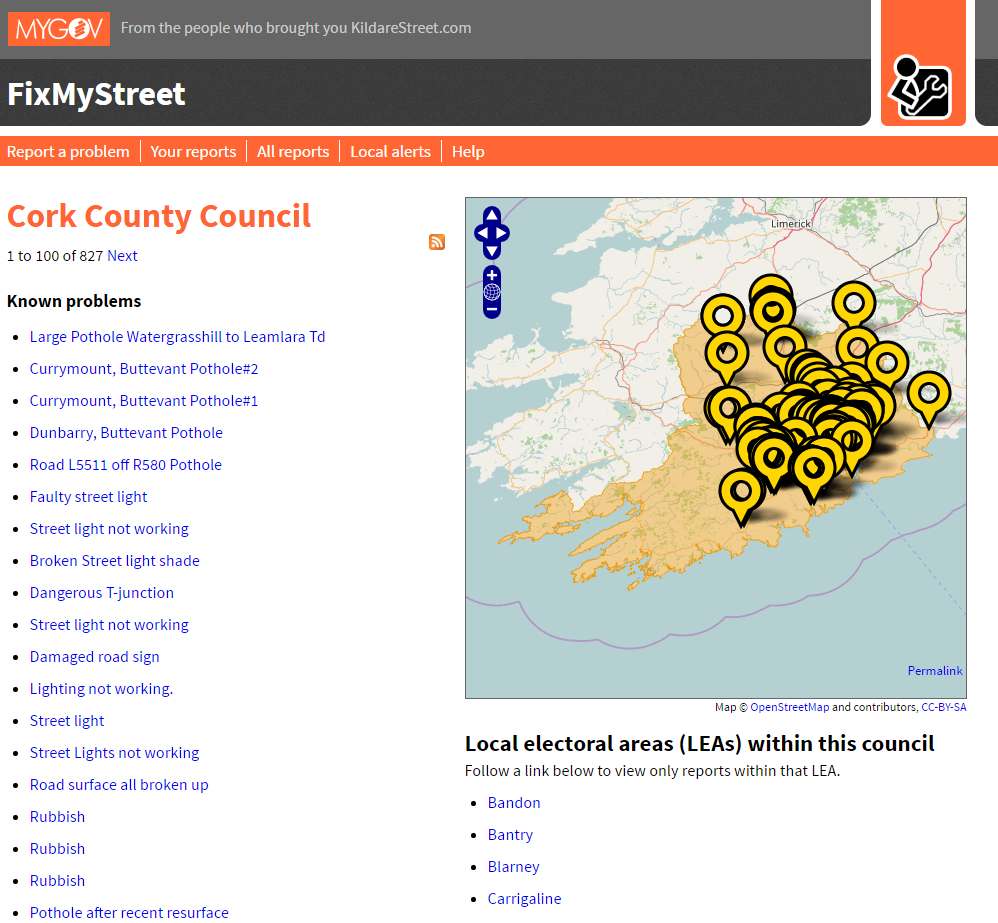 MYGOV From the people who brought you KildareStreet.com
FixMyStreet
Report a problem Your reports All reports Local alerts Help
Cork County Council
1 to 100 of 827 Next
Known problems
Large Pothole Watergrasshill to Leamlara Td
Currymount, Buttevant Pothole#2
Currymount, Buttevant Pothole#1
Dunbarry, Buttevant Pothole
Road L5511 off R580 Pothole
Faulty street light
Street light not working
Broken Street light shade
Dangerous T-junction
Street light not working
Damaged road sign
Lighting not working.
Street light
Street Lights not working
Road surface all broken up
Rubbish
Rubbish
Rubbish
Pothole after recent resurface
Limerick
Permalink
Map © OpenStreetMap and contributors, CC-BY-SA
Local electoral areas (LEAs) within this council
Follow a link below to view only reports within that LEA.
Bandon
Bantry
Blarney
Carrigaline